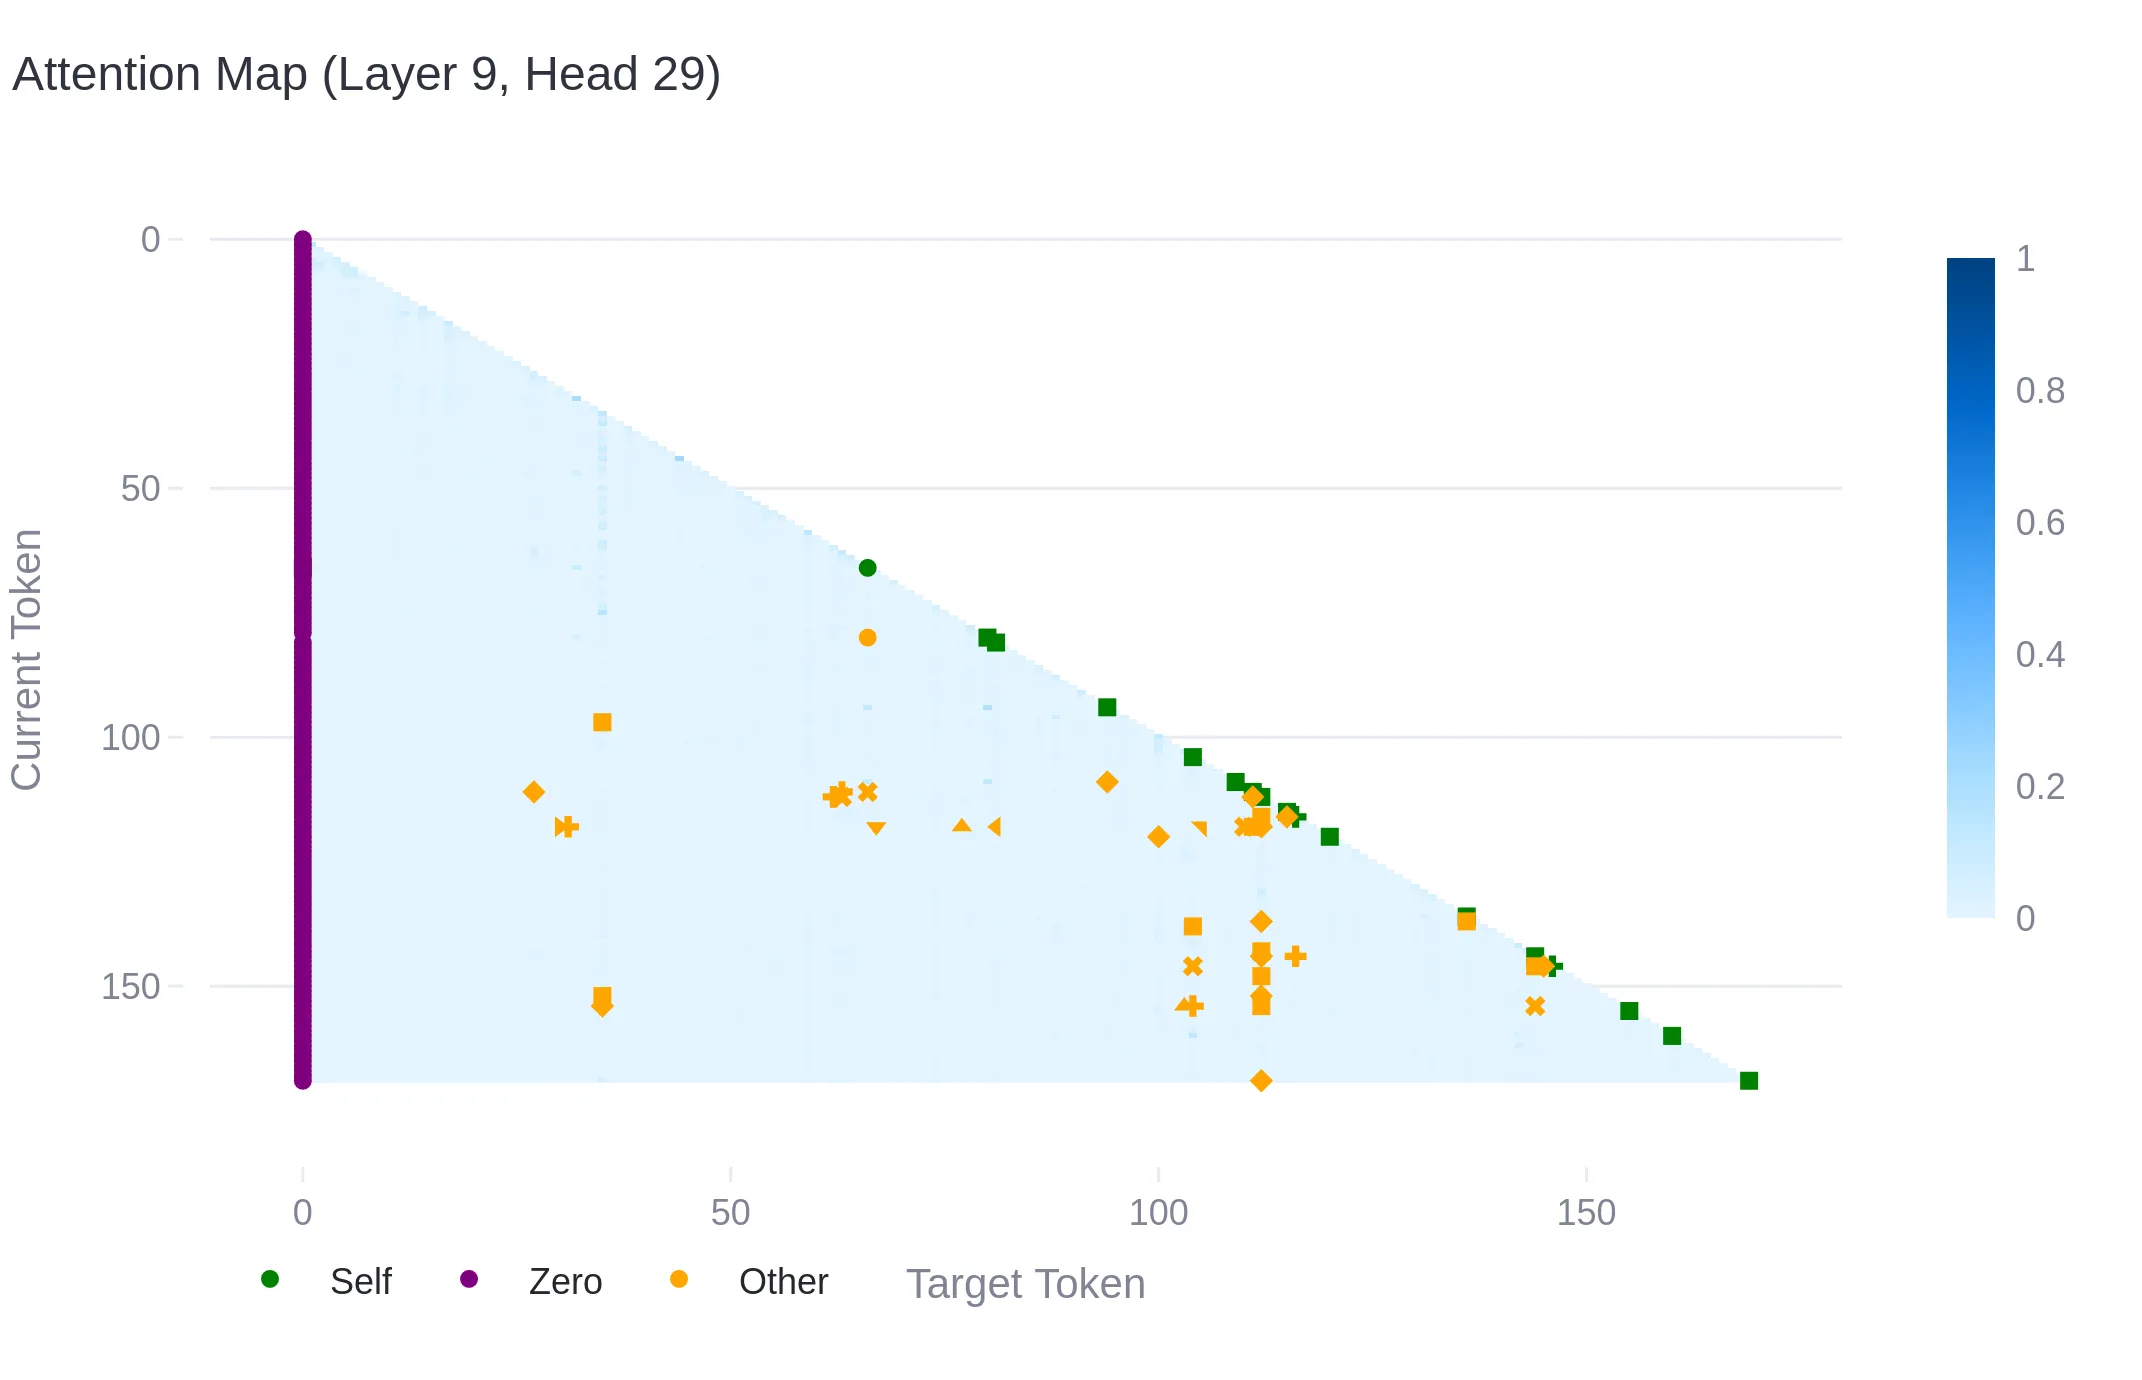 Attention Map (Layer 9, Head 29)
0
50
100
150
Current Token
1
0.8
0.6
0.4
0.2
0
0 50 100 150
Self Zero Other Target Token